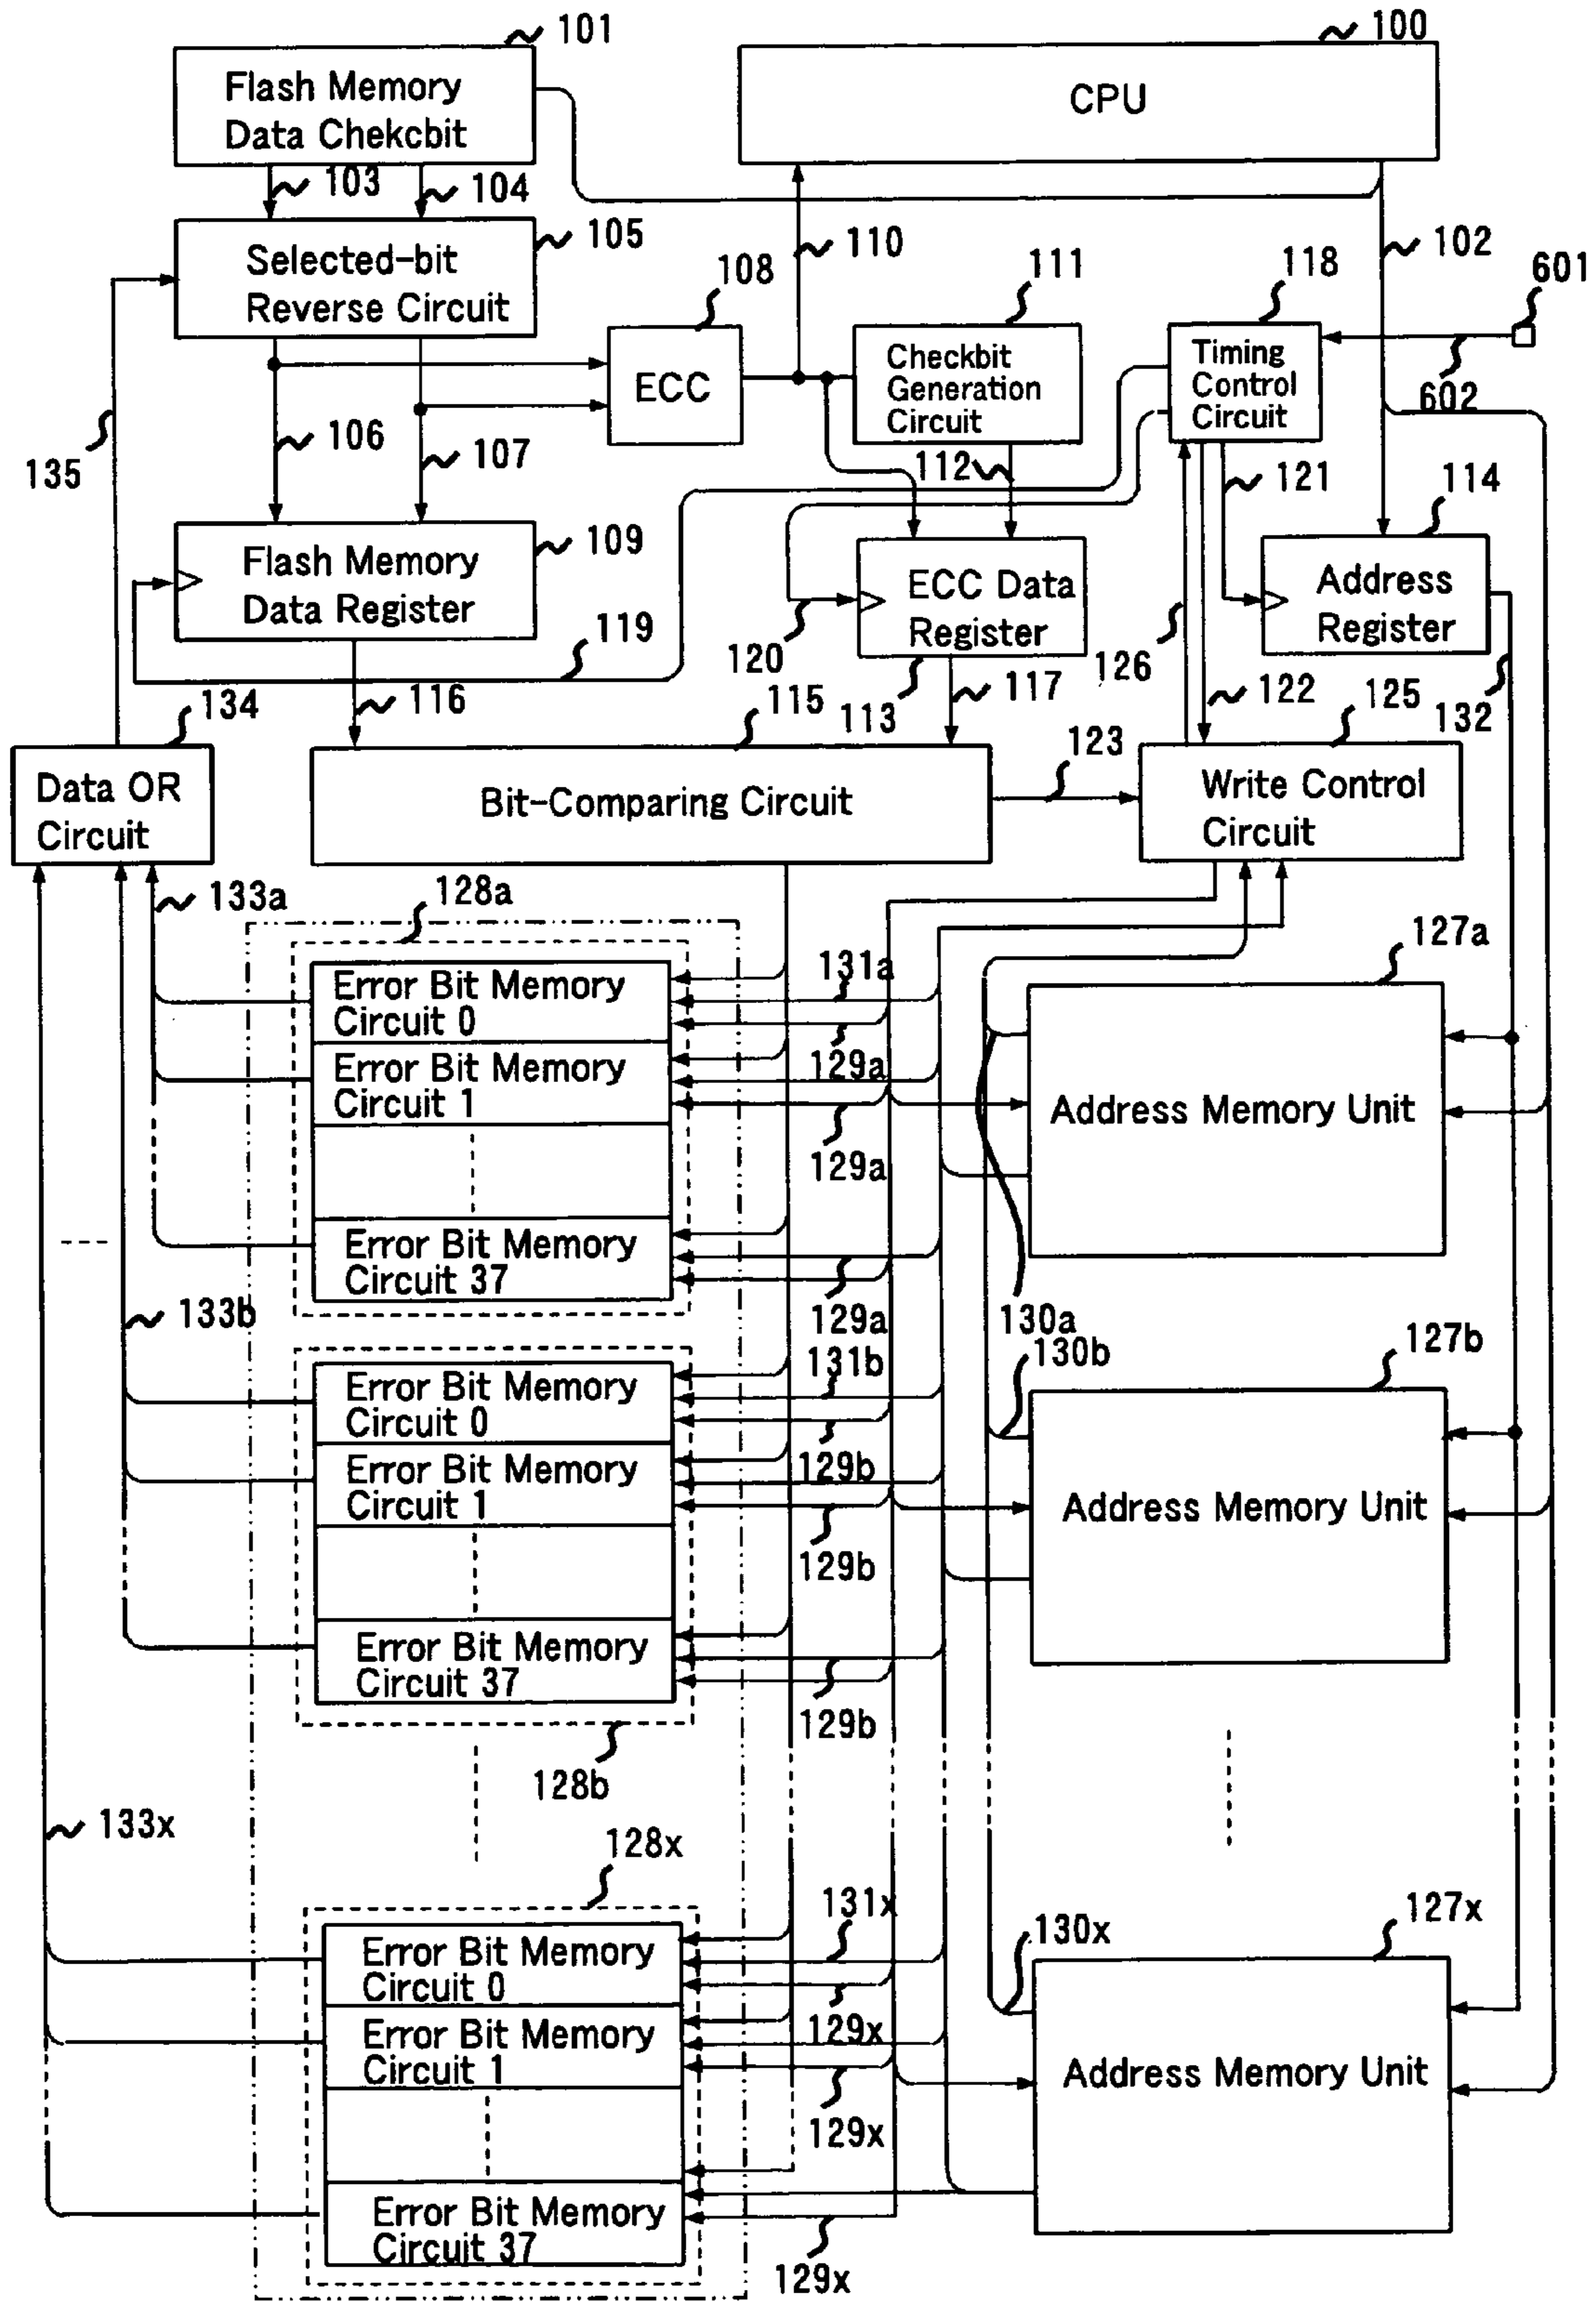 101
100
Flash Memory
Data Chekcbit
CPU
103
104
105
110
111
118
102
601
Selected-bit
Reverse Circuit
108
ECC
Checkbit
Generation
Circuit
Timing
Control
Circuit
602
135
106
107
112
121
114
109
Flash Memory
Data Register
ECC Data
Register
Address
Register
119
120
126
134
116
115
113
117
122
125
132
123
Data OR
Circuit
Bit-Comparing Circuit
Write Control
Circuit
133a
128a
127a
131a
Error Bit Memory
Circuit 0
129a
Error Bit Memory
Circuit 1
129a
Address Memory Unit
Error Bit Memory
Circuit 37
129a
130a
133b
131b
130b
127b
Error Bit Memory
Circuit 0
129b
Error Bit Memory
Circuit 1
129b
Address Memory Unit
Error Bit Memory
Circuit 37
129b
128b
133x
128x
131x
130x
127x
Error Bit Memory
Circuit 0
129x
Error Bit Memory
Circuit 1
129x
Address Memory Unit
Error Bit Memory
Circuit 37
129x